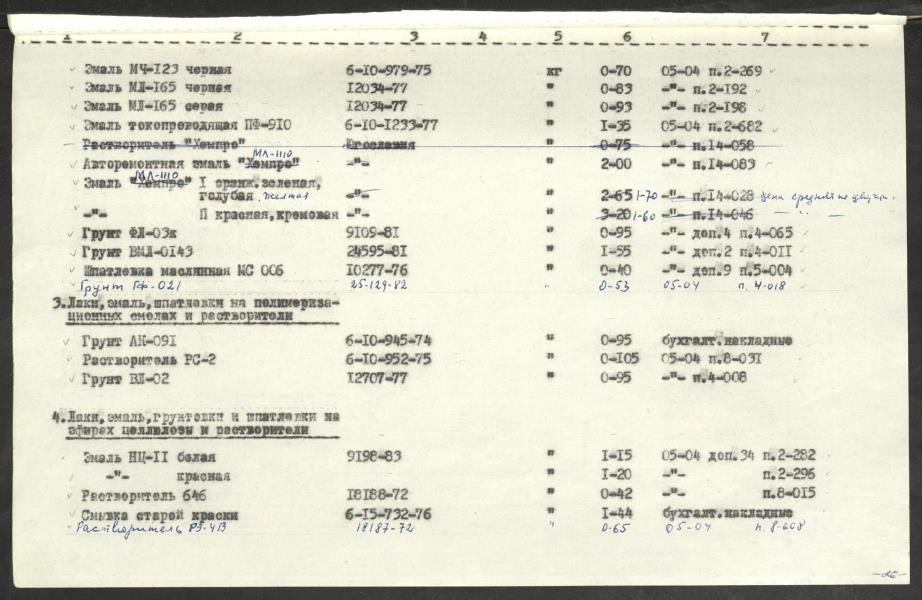 1 2 3 4 5 6 7
Эмаль МЧ-123 черная 6-10-979-75 кг 0-70 05-04 п.2-269
Эмаль МЛ-165 черная 12034-77 " 0-83 -"- п.2-192
Эмаль МЛ-165 серая 12034-77 " 0-93 -"- п.2-198
Эмаль токопроводящая ПФ-910 6-10-1233-77 " 1-35 05-04 п.2-682
Растворитель "Хемпро" Югославия " 0-75 -"- п.14-058
МЛ-1110
Авторемонтная эмаль "Хемпро" -"- " 2-00 -"- п.14-083
МЛ-1110
Эмаль "Хемпро" I оранж.зеленая,
голубая желтая -"- " 2-65 1-70 -"- п.14-028 цена средняя по
-"- П красная,кремовая -"- " 3-20 1-60 -"- п.14-046 -"-
Грунт ФЛ-03к 9109-81 " 0-95 -"- доп.4 п.4-065
Грунт ВМЛ-0143 24595-81 " 1-55 -"- доп.2 п.4-011
Шпатлевка маслянная МС 006 10277-76 " 0-40 -"- доп.9 п.5-004
Грунт ГФ-021 25-129-82 " 0-53 05-04 п.4-018
3.Лаки,эмаль,шпатлевки на полимериза-
ционных смолах и растворители
Грунт АК-091 6-10-945-74 " 0-95 бухгалт.накладные
Растворитель РС-2 6-10-952-75 " 0-105 05-04 п.8-031
Грунт ВЛ-02 12707-77 " 0-95 -"- п.4-008
4.Лаки,эмаль,грунтовки и шпатлевки на
эфирах целлюлозы и растворители
Эмаль НЦ-11 белая 9198-83 " 1-15 05-04 доп.34 п.2-282
-"- красная " 1-20 -"- п.2-296
Растворитель 646 18188-72 " 0-42 -"- п.8-015
Смывка старой краски 6-15-732-76 " 1-44 бухгалт.накладные
Растворитель РЭ-4В 18187-72 " 0-65 05-04 п.8-008